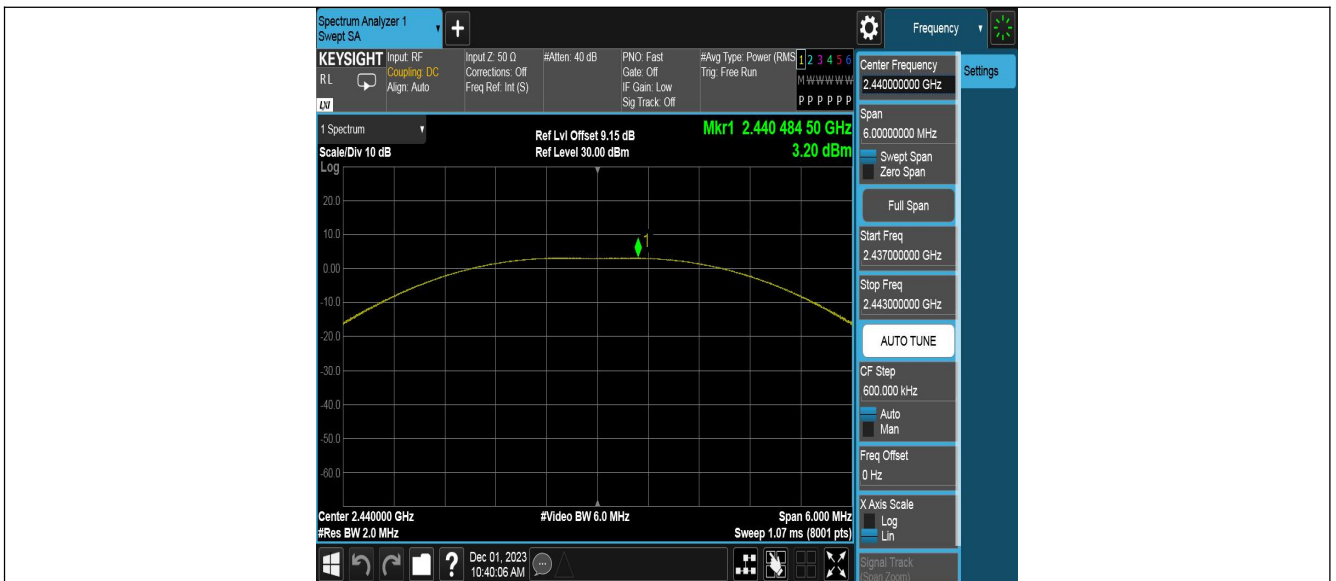 Spectrum Analyzer 1
Swept SA
+
Frequency
KEYSIGHT
RL
LXI
Input: RF
Coupling: DC
Align: Auto
Input Z: 50 Ω
Corrections: Off
Freq Ref: Int (S)
#Atten: 40 dB
PNO: Fast
Gate: Off
IF Gain: Low
Sig Track: Off
#Avg Type: Power (RMS
Trig: Free Run
1 2 3 4 5 6
M W W W W W
P P P P P P
1 Spectrum
Scale/Div 10 dB
Log
Ref Lvl Offset 9.15 dB
Ref Level 30.00 dBm
Mkr1 2.440 484 50 GHz
3.20 dBm
20.0
10.0
0.00
-10.0
-20.0
-30.0
-40.0
-50.0
-60.0
1
Center 2.440000 GHz
#Res BW 2.0 MHz
#Video BW 6.0 MHz
Span 6.000 MHz
Sweep 1.07 ms (8001 pts)
?
Dec 01, 2023
10:40:06 AM
Center Frequency
2.440000000 GHz
Settings
Span
6.00000000 MHz
Swept Span
Zero Span
Full Span
Start Freq
2.437000000 GHz
Stop Freq
2.443000000 GHz
AUTO TUNE
CF Step
600.000 kHz
Auto
Man
Freq Offset
0 Hz
X Axis Scale
Log
Lin
Signal Track
(Span Zoom)